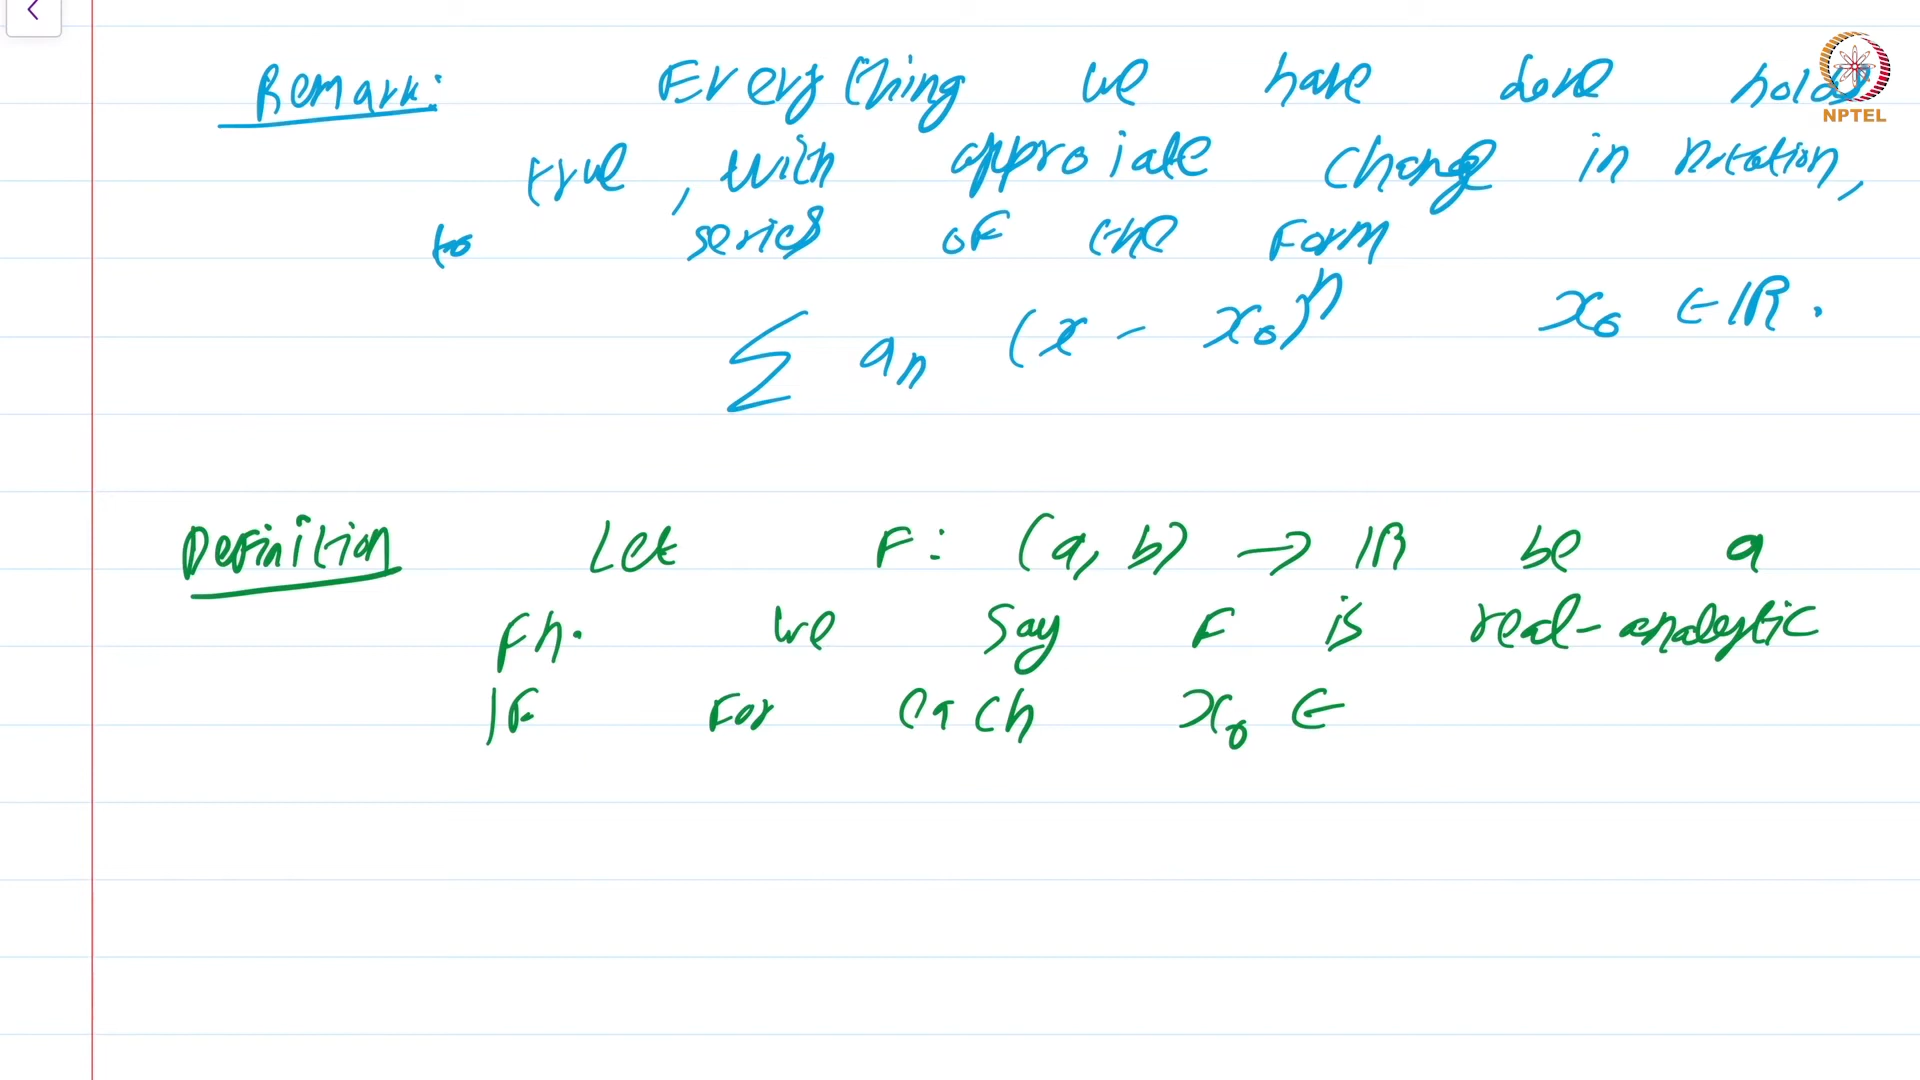 Remark: Everything we have done holds
true, with approiate change in notation,
to series of the form
∑ aₙ (x - x₀)ⁿ x₀ ∈ ℝ.
Definition Let F: (a, b) → ℝ be a
Fn. we say F is real-analytic
IF For each x₀ ∈
NPTEL